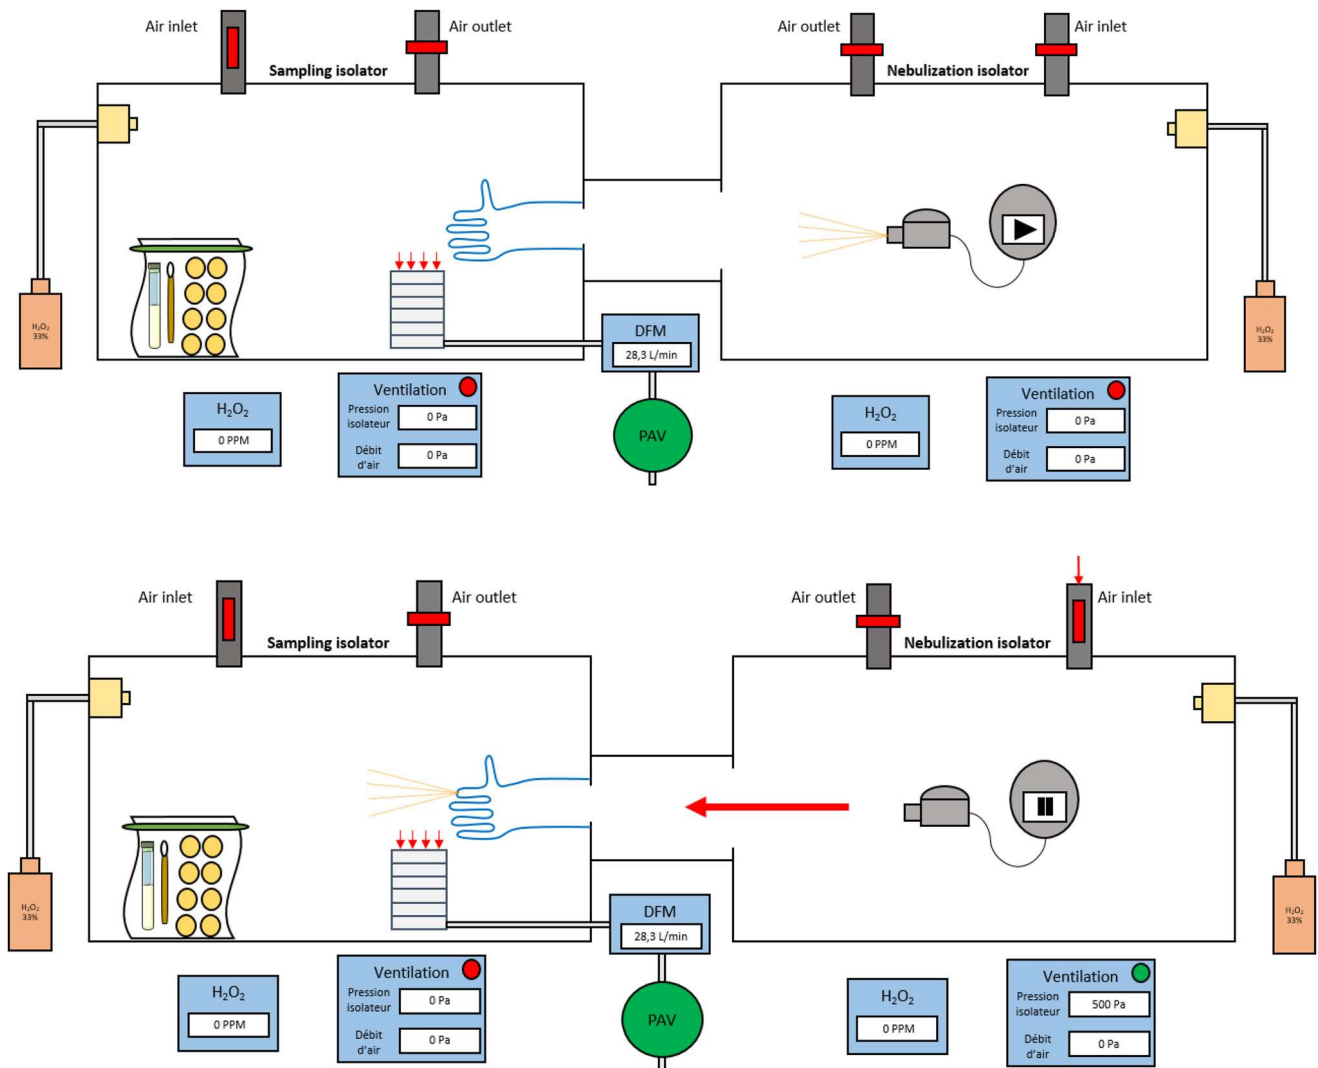 Air inlet
Air outlet
Air outlet
Air inlet
Sampling isolator
Nebulization isolator
H₂O₂
33%
H₂O₂
33%
DFM
28,3 L/min
PAV
H₂O₂
0 PPM
Ventilation
Pression
isolateur
0 Pa
Débit
d'air
0 Pa
H₂O₂
0 PPM
Ventilation
Pression
isolateur
0 Pa
Débit
d'air
0 Pa
Air inlet
Air outlet
Air outlet
Air inlet
Sampling isolator
Nebulization isolator
H₂O₂
33%
H₂O₂
33%
DFM
28,3 L/min
PAV
H₂O₂
0 PPM
Ventilation
Pression
isolateur
0 Pa
Débit
d'air
0 Pa
H₂O₂
0 PPM
Ventilation
Pression
isolateur
500 Pa
Débit
d'air
0 Pa